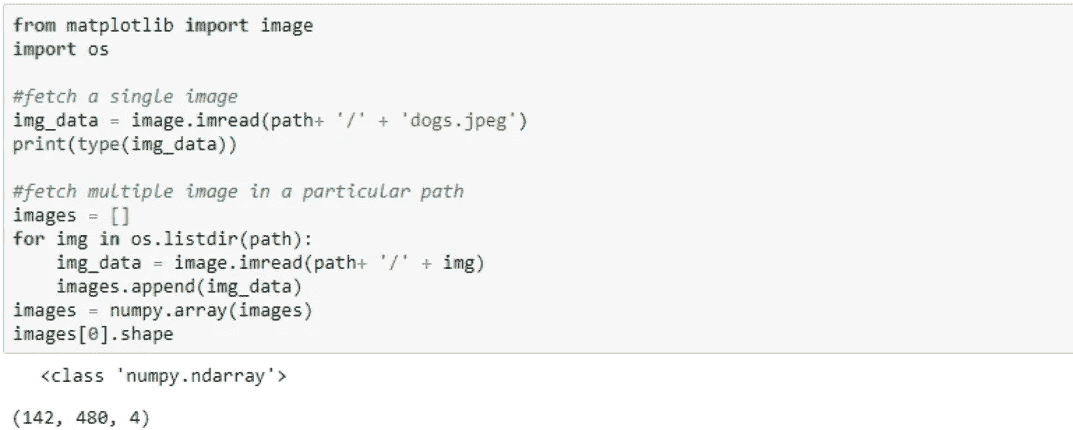 from matplotlib import image
import os
#fetch a single image
img_data = image.imread(path+ '/' + 'dogs.jpeg')
print(type(img_data))
#fetch multiple image in a particular path
images = []
for img in os.listdir(path):
    img_data = image.imread(path+ '/' + img)
    images.append(img_data)
images = numpy.array(images)
images[0].shape
<class 'numpy.ndarray'>
(142, 480, 4)